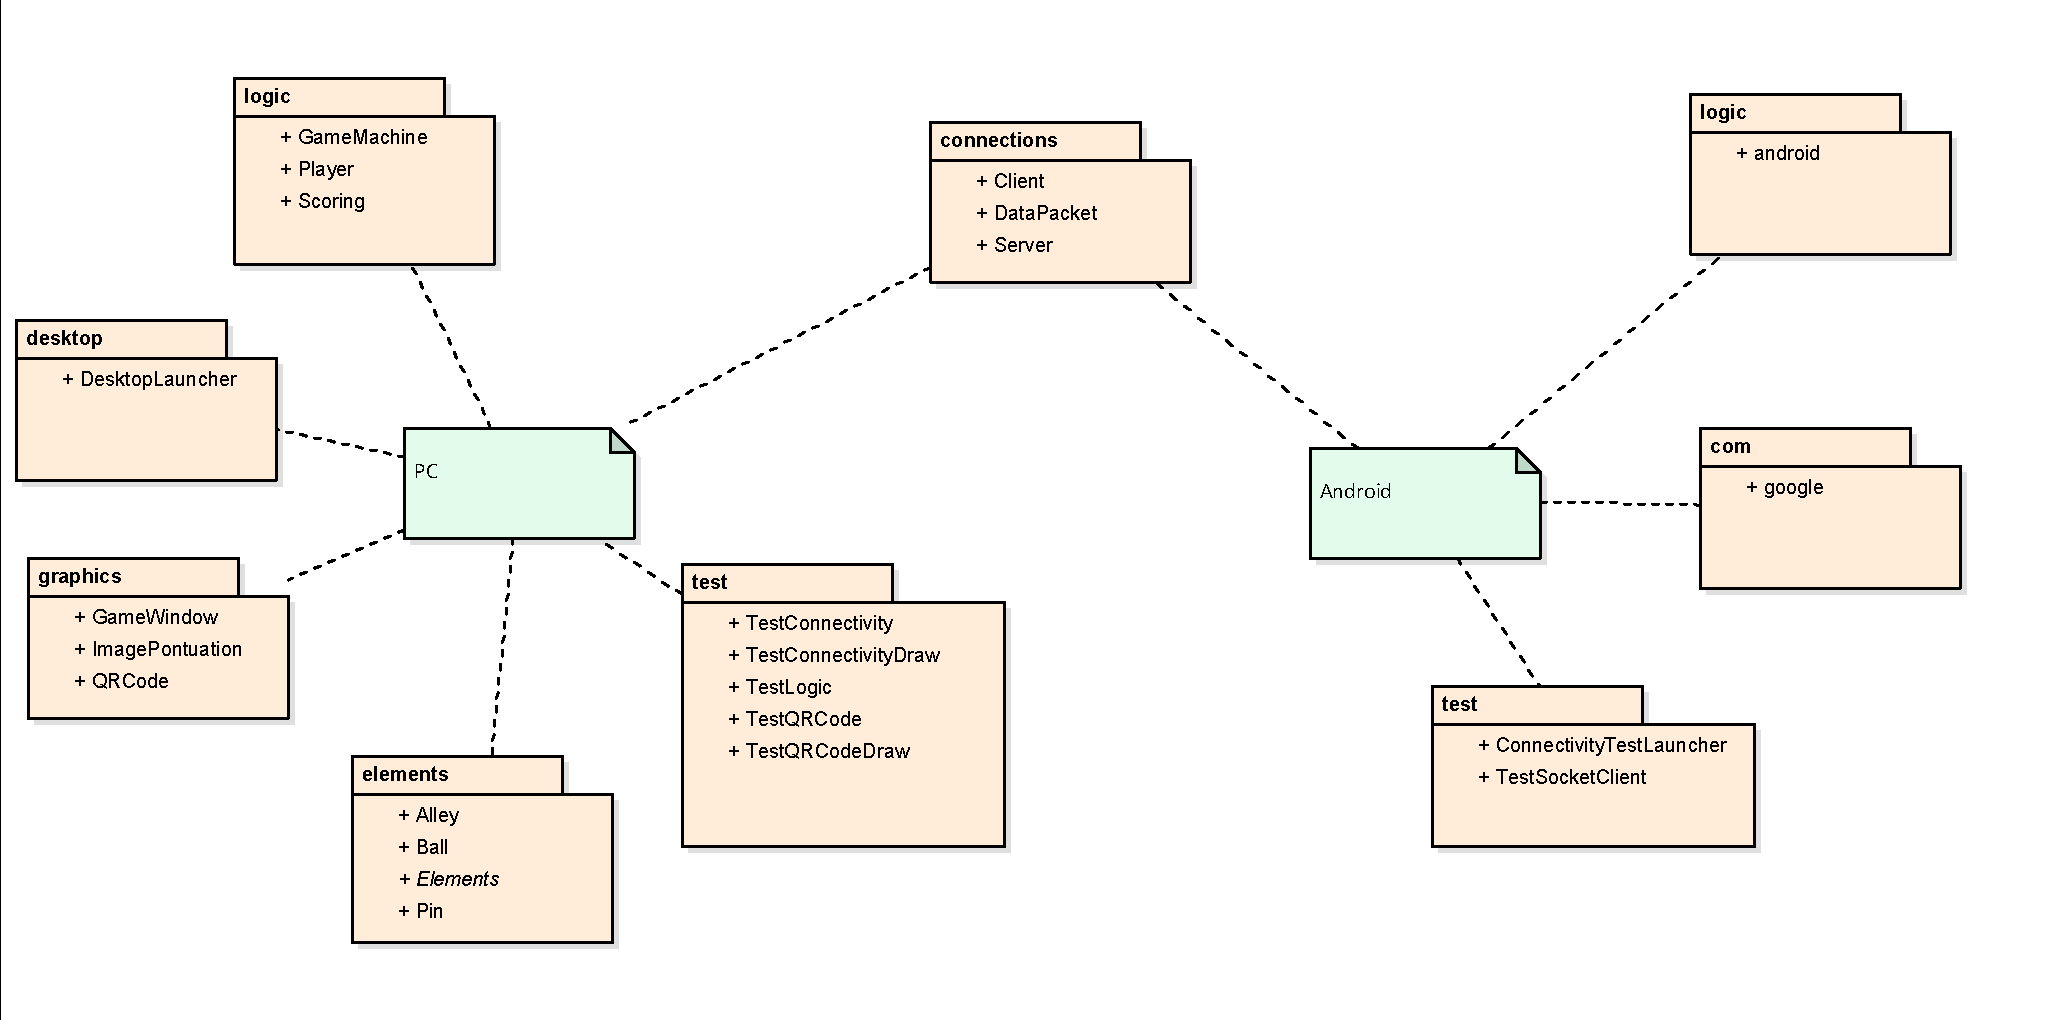 logic
+ GameMachine
+ Player
+ Scoring
connections
+ Client
+ DataPacket
+ Server
logic
+ android
desktop
+ DesktopLauncher
PC
Android
com
+ google
graphics
+ GameWindow
+ ImagePontuation
+ QRCode
test
+ TestConnectivity
+ TestConnectivityDraw
+ TestLogic
+ TestQRCode
+ TestQRCodeDraw
test
+ ConnectivityTestLauncher
+ TestSocketClient
elements
+ Alley
+ Ball
+ Elements
+ Pin